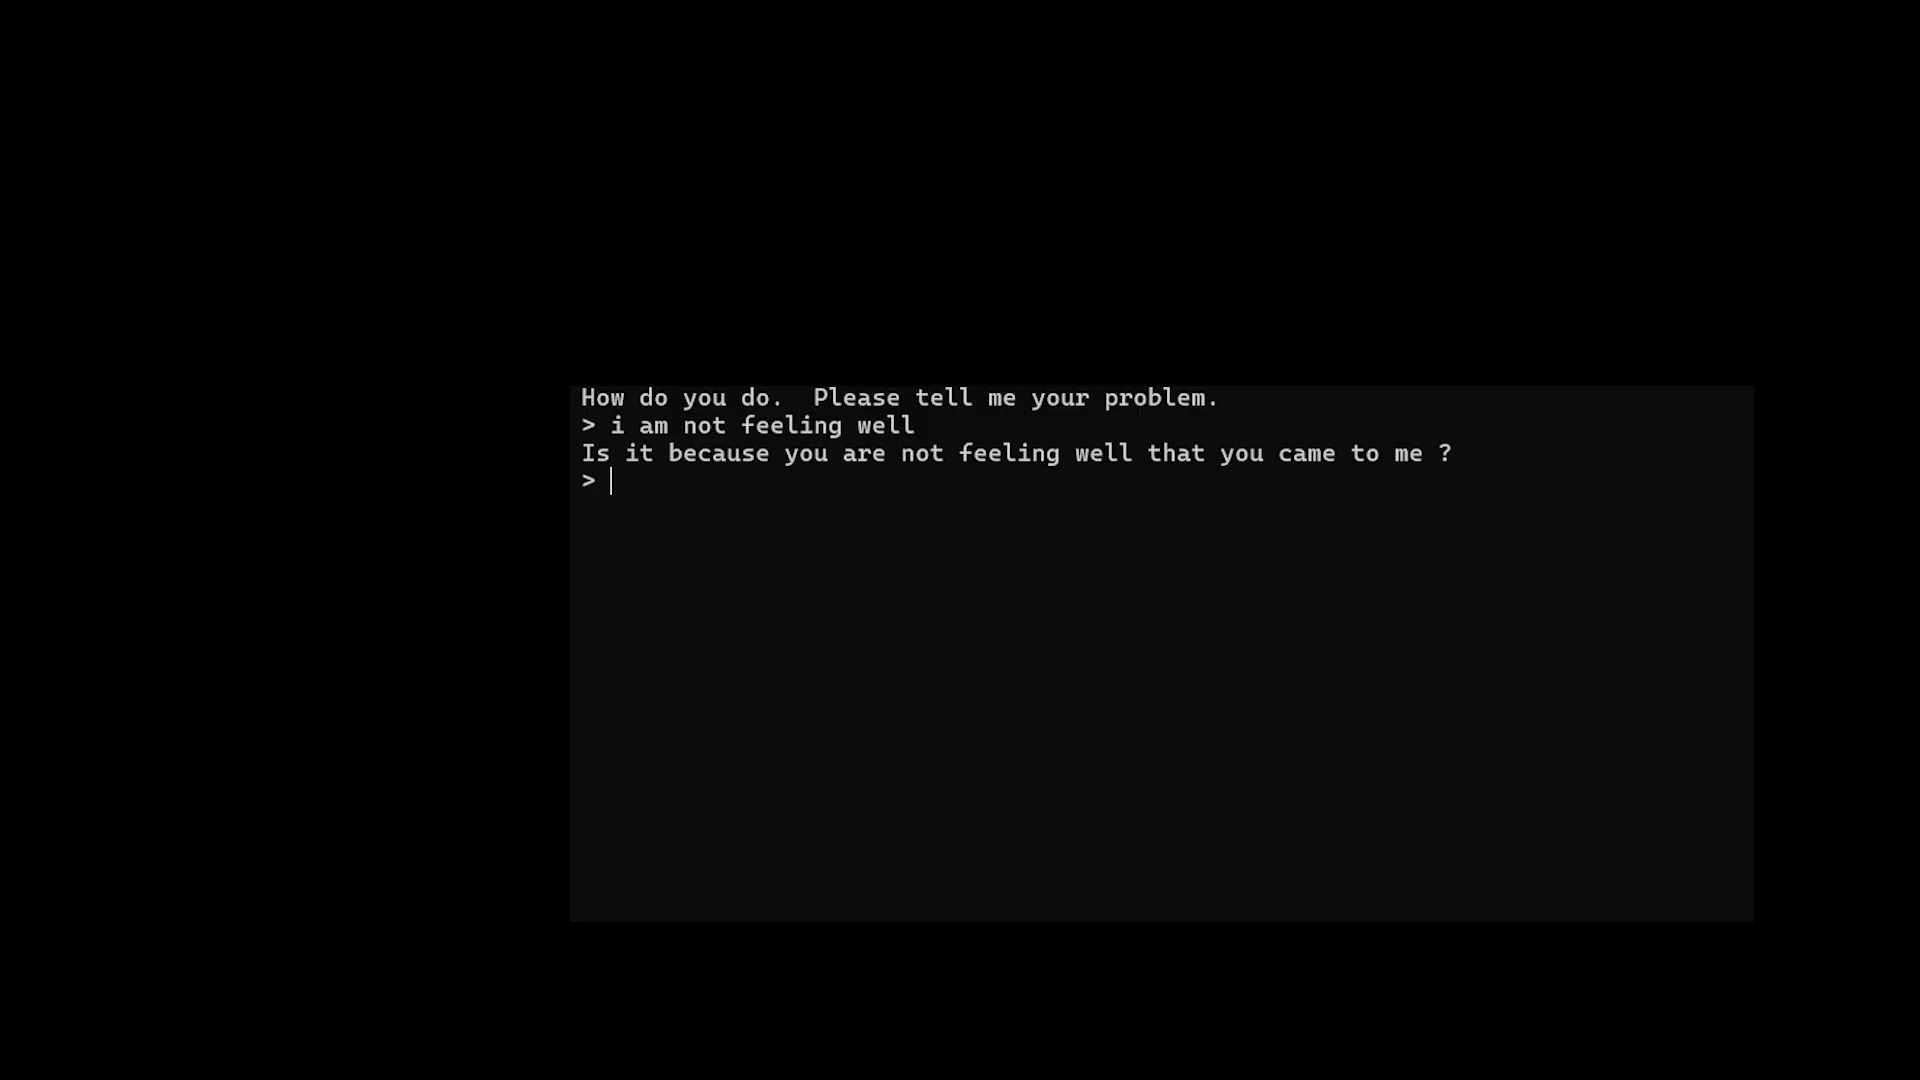 How do you do.  Please tell me your problem.
> i am not feeling well
Is it because you are not feeling well that you came to me ?
>